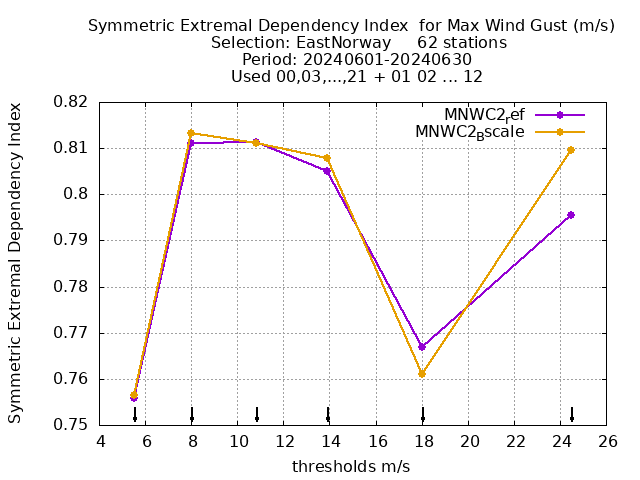 Symmetric Extremal Dependency Index  for Max Wind Gust (m/s)
Selection: EastNorway     62 stations
Period: 20240601-20240630
Used 00,03,...,21 + 01 02 ... 12
Symmetric Extremal Dependency Index
0.82
0.81
0.8
0.79
0.78
0.77
0.76
0.75
MNWC2ref
MNWC2Bscale
4 6 8 10 12 14 16 18 20 22 24 26
thresholds m/s